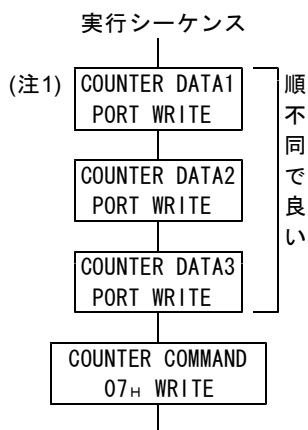 実行シーケンス
(注1)
COUNTER DATA1
PORT WRITE
COUNTER DATA2
PORT WRITE
COUNTER DATA3
PORT WRITE
順不同で良い
COUNTER COMMAND
07H WRITE